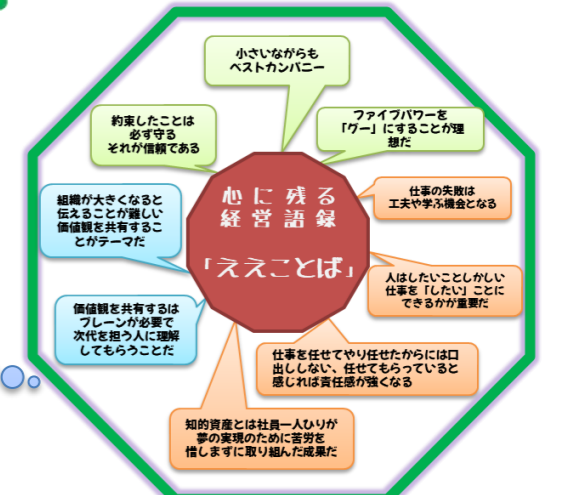 小さいながらも
ベストカンパニー
約束したことは
必ず守る
それが信頼である
ファイブパワーを
「グー」にすることが理
想だ
心に残る
経営語録
「ええことば」
組織が大きくなると
伝えることが難しい
価値観を共有するこ
とがテーマだ
仕事の失敗は
工夫や学ぶ機会となる
人はしたいことしかしい
仕事を「したい」ことに
できるかが重要だ
価値観を共有するは
ブレーンが必要で
次代を担う人に理解
してもらうことだ
仕事を任せてやり任せたからには口
出ししない、任せてもらっていると
感じれば責任感が強くなる
知的資産とは社員一人ひりが
夢の実現のために苦労を
惜しまずに取り組んだ成果だ